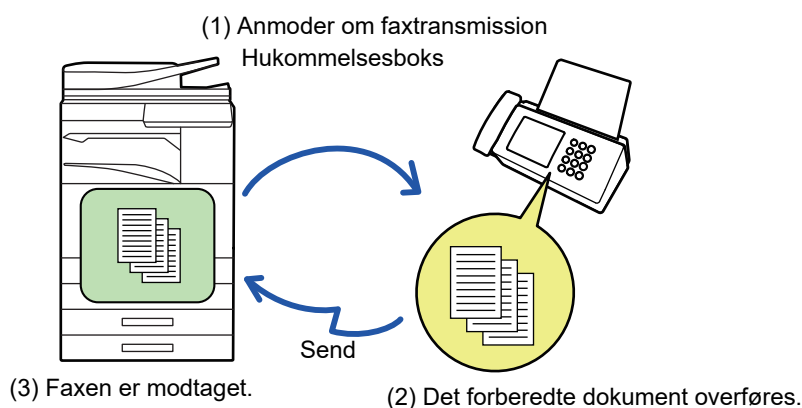 (1) Anmoder om faxtransmission
Hukommelsesboks
Send
(3) Faxen er modtaget.
(2) Det forberedte dokument overføres.